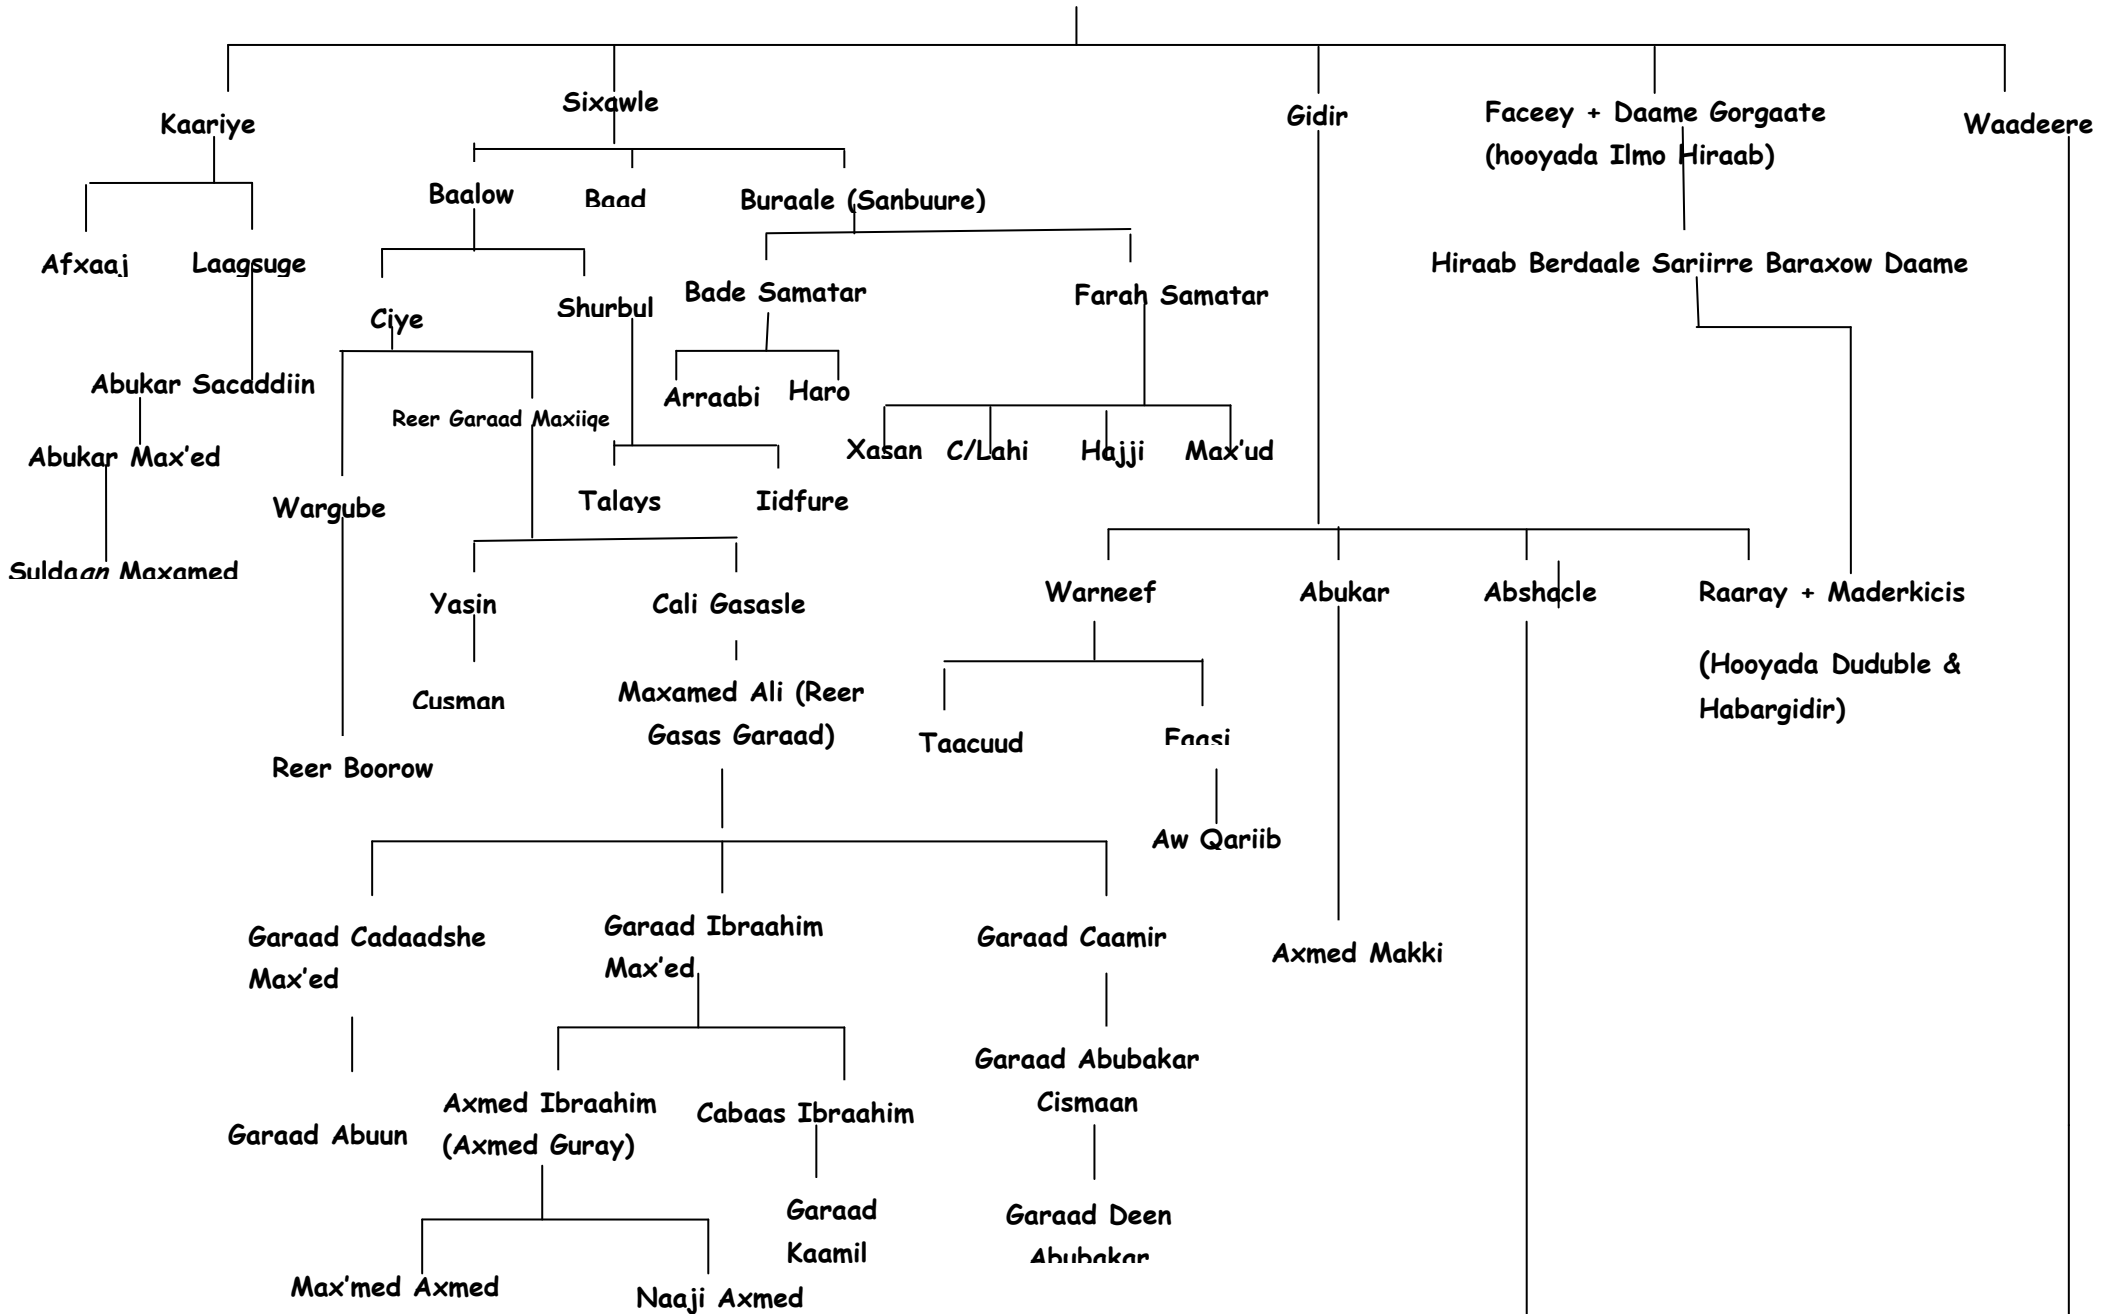 Sixawle
Kaariye
Gidir
Faceey + Daame Gorgaate
(hooyada Ilmo Hiraab)
Waadeere
Baalow
Baad
Buraale (Sanbuure)
Afxaaj
Laagsuge
Hiraab Berdaale Sariirre Baraxow Daame
Ciye
Shurbul
Bade Samatar
Farah Samatar
Abukar Sacaddiin
Reer Garaad Maxiiqe
Arraabi
Haro
Abukar Max'ed
Xasan
C/Lahi
Hajji
Max'ud
Wargube
Talays
Iidfure
Suldaan Maxamed
Yasin
Cali Gasasle
Warneef
Abukar
Abshacle
Raaray + Maderkicis
(Hooyada Duduble &
Habargidir)
Cusman
Maxamed Ali (Reer
Gasas Garaad)
Taacuud
Faasi
Reer Boorow
Aw Qariib
Garaad Cadaadshe
Max'ed
Garaad Ibraahim
Max'ed
Garaad Caamir
Axmed Makki
Garaad Abuun
Axmed Ibraahim
(Axmed Guray)
Cabaas Ibraahim
Garaad Abubakar
Cismaan
Garaad
Kaamil
Garaad Deen
Abubakar
Max'med Axmed
Naaji Axmed